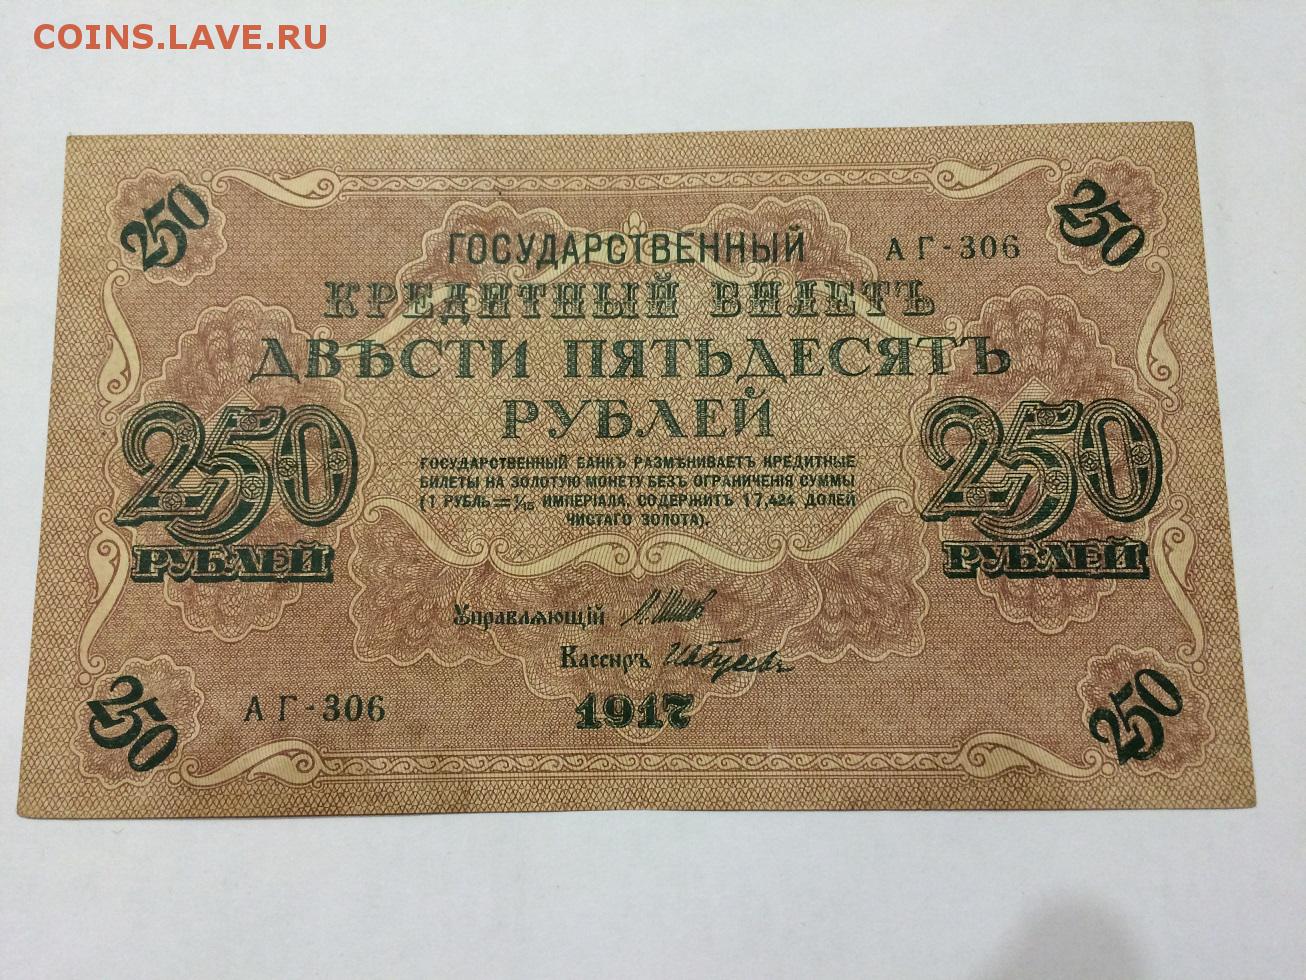 COINS.LAVE.RU
250
250
ГОСУДАРСТВЕННЫЙ
АГ-306
КРЕДИТНЫЙ БИЛЕТЪ
ДВѢСТИ ПЯТЬДЕСЯТЪ
РУБЛЕЙ
250
РУБЛЕЙ
250
РУБЛЕЙ
ГОСУДАРСТВЕННЫЙ БАНКЪ РАЗМѢНИВАЕТЪ КРЕДИТНЫЕ
БИЛЕТЫ НА ЗОЛОТУЮ МОНЕТУ БЕЗЪ ОГРАНИЧЕНІЯ СУММЫ
(1 РУБЛЬ = 1/15 ИМПЕРІАЛА, СОДЕРЖИТЪ 17,424 ДОЛЕЙ
ЧИСТАГО ЗОЛОТА).
Управляющій
Кассиръ
АГ-306
1917
250
250